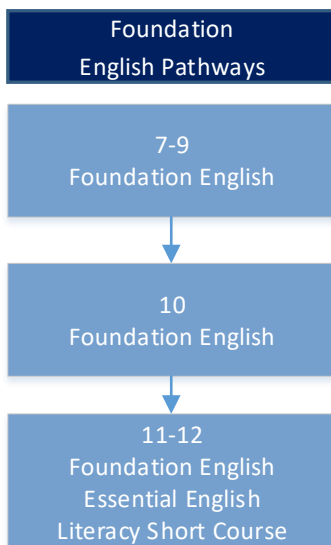 Foundation
English Pathways
7-9
Foundation English
10
Foundation English
11-12
Foundation English
Essential English
Literacy Short Course